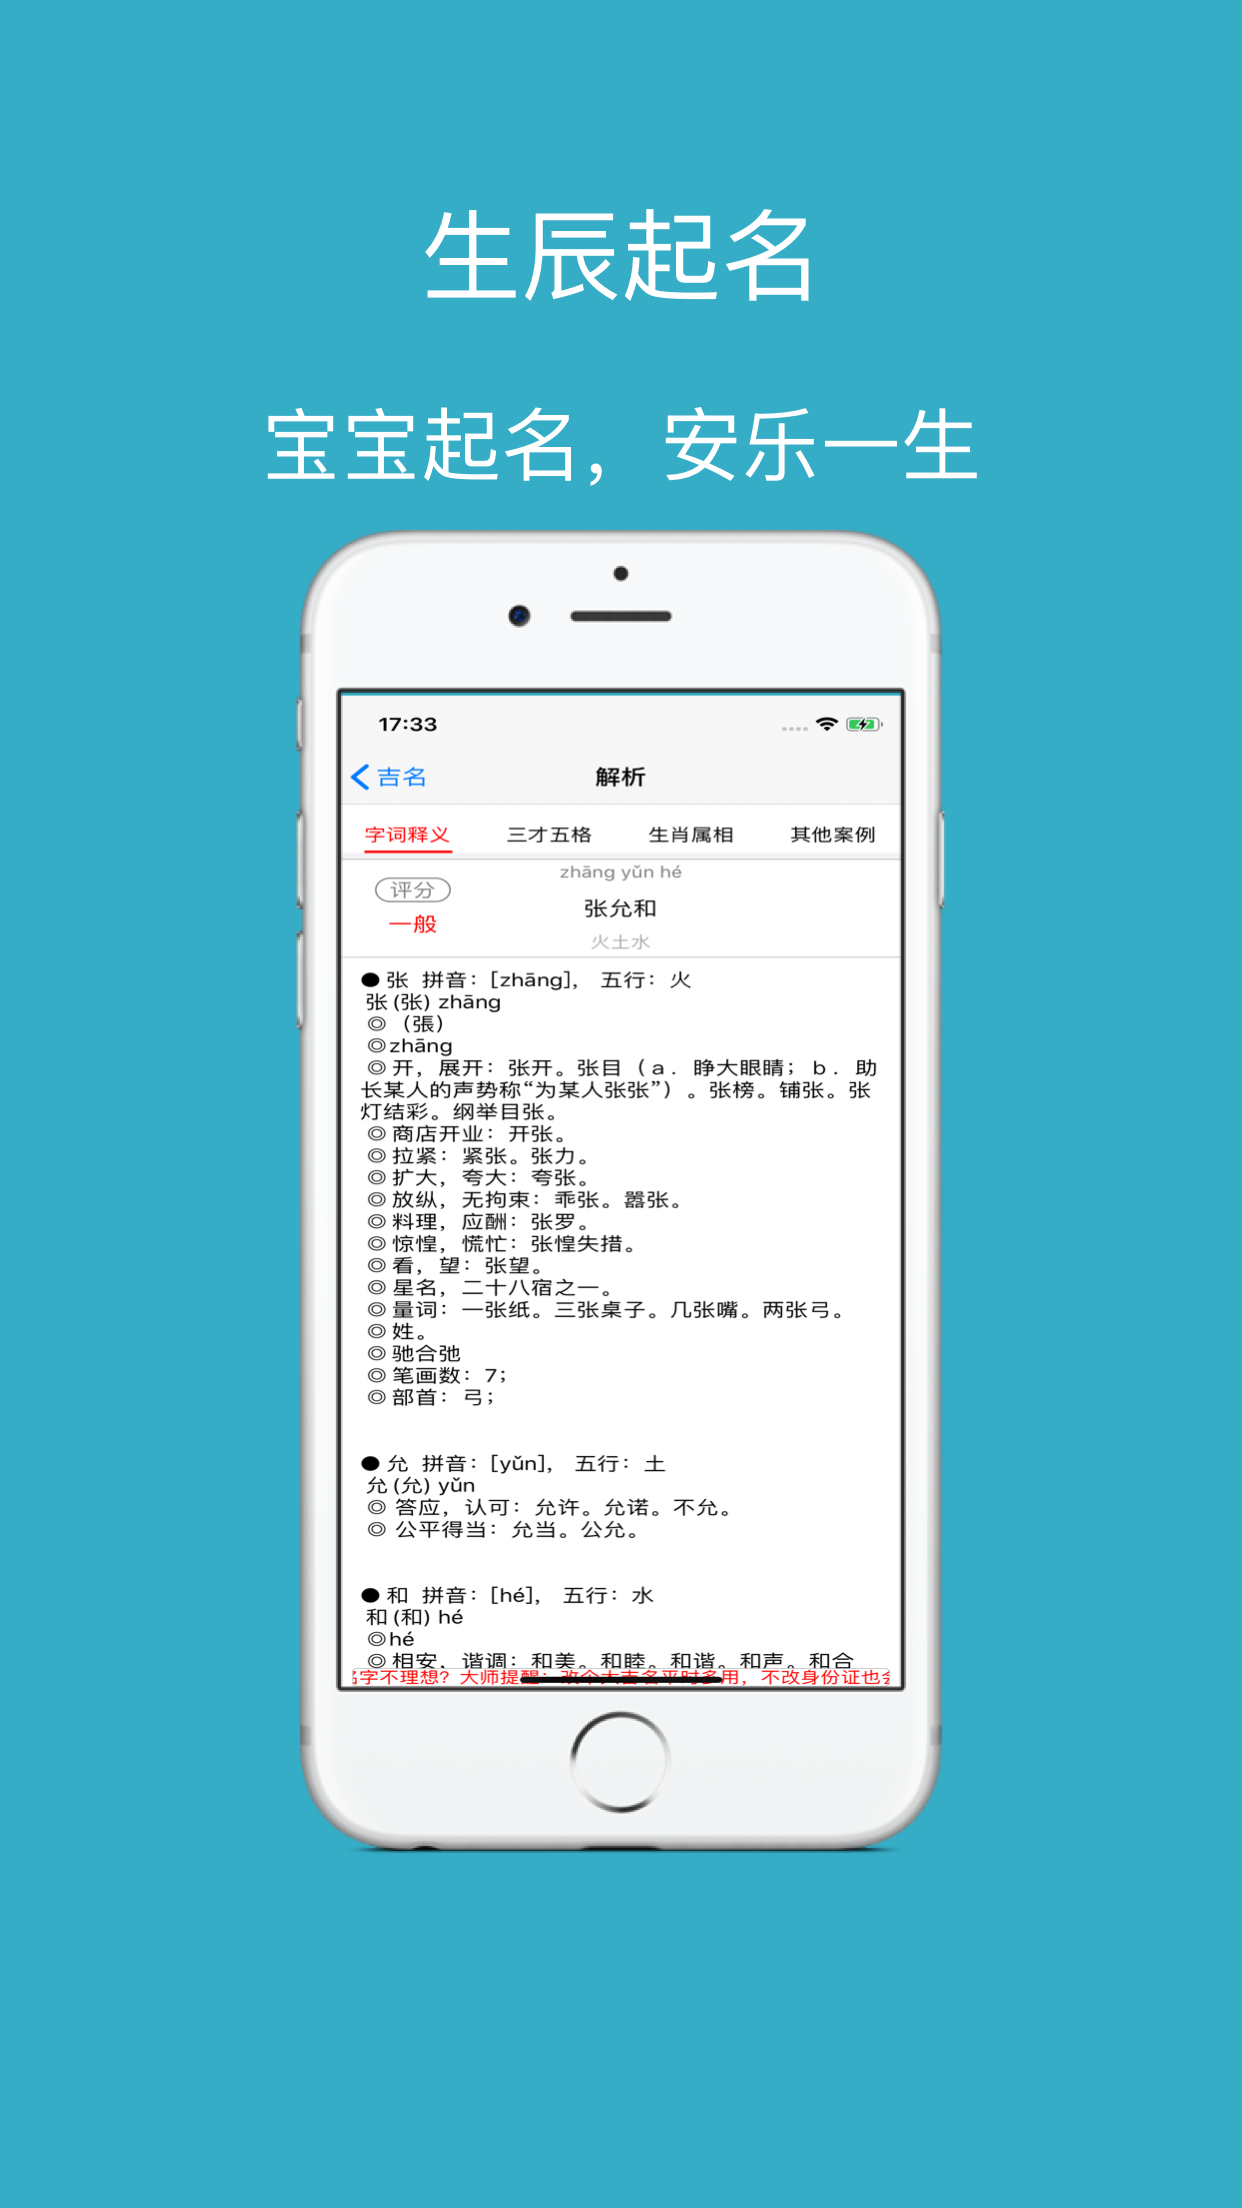 生辰起名
宝宝起名，安乐一生
17:33
吉名
解析
字词释义 三才五格 生肖属相 其他案例
zhāng yǔn hé
评分
张允和
一般
火土水
● 张 拼音：[zhāng]， 五行：火
张 (张) zhāng
◎ （張）
◎zhāng
◎开，展开：张开。张目（a．睁大眼睛；b．助
长某人的声势称“为某人张张”）。张榜。铺张。张
灯结彩。纲举目张。
◎商店开业：开张。
◎拉紧：紧张。张力。
◎扩大，夸大：夸张。
◎放纵，无拘束：乖张。嚣张。
◎料理，应酬：张罗。
◎惊惶，慌忙：张惶失措。
◎看，望：张望。
◎星名，二十八宿之一。
◎量词：一张纸。三张桌子。几张嘴。两张弓。
◎姓。
◎驰合弛
◎笔画数：7；
◎部首：弓；
● 允 拼音：[yǔn]， 五行：土
允 (允) yǔn
◎ 答应，认可：允许。允诺。不允。
◎ 公平得当：允当。公允。
● 和 拼音：[hé]， 五行：水
和 (和) hé
◎hé
◎相安，谐调：和美。和睦。和谐。和声。和合
名字不理想？大师提醒：改个大吉名平时多用，不改身份证也